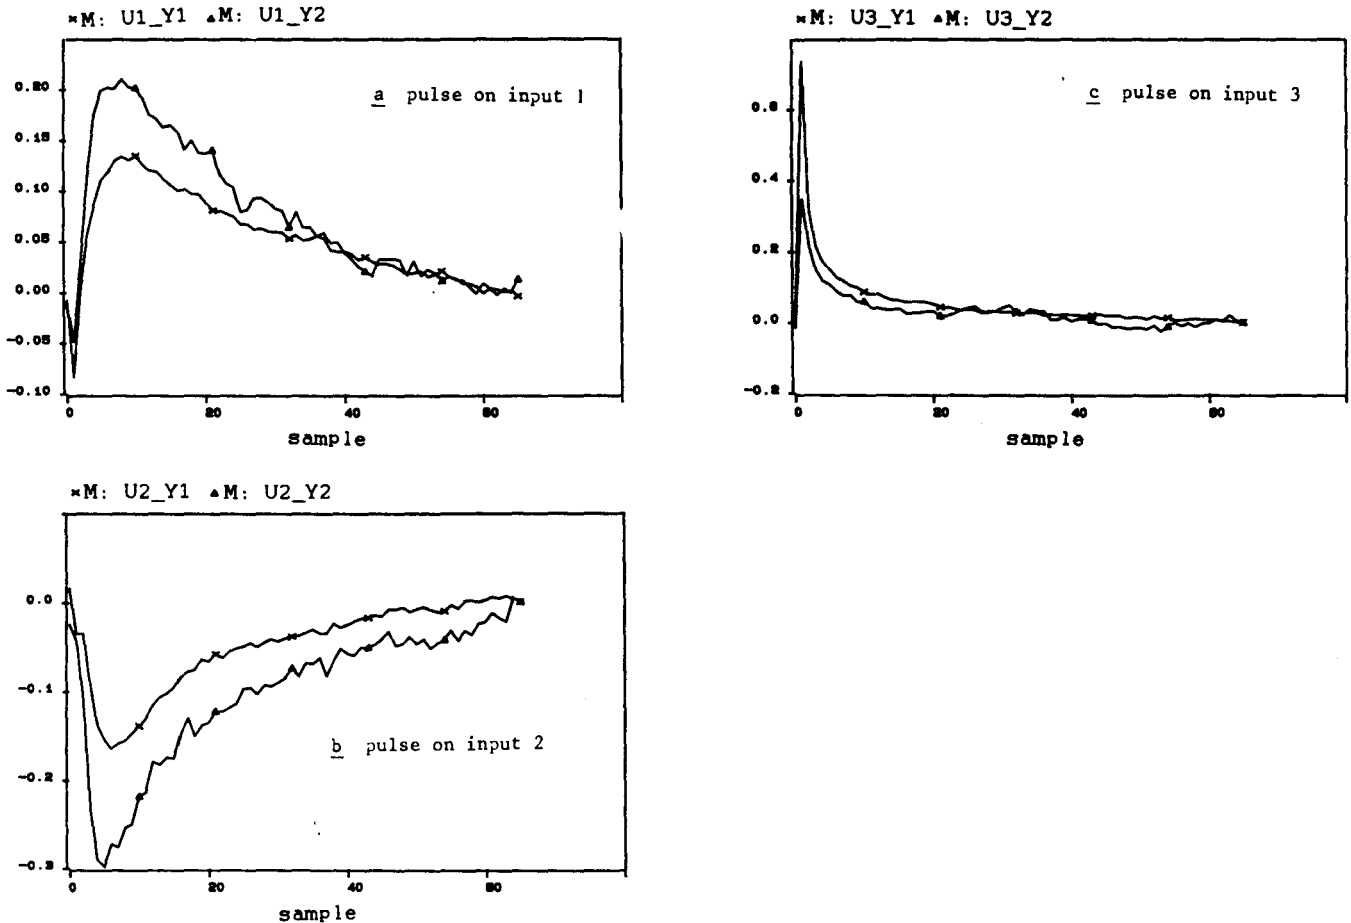 ×M: U1_Y1 ▲M: U1_Y2
0.20
0.15
0.10
0.05
0.00
-0.05
-0.10
a pulse on input 1
0 20 40 60
sample
×M: U3_Y1 ▲M: U3_Y2
0.6
0.4
0.2
0.0
-0.2
c pulse on input 3
0 20 40 60
sample
×M: U2_Y1 ▲M: U2_Y2
0.0
-0.1
-0.2
-0.3
b pulse on input 2
0 20 40 60
sample